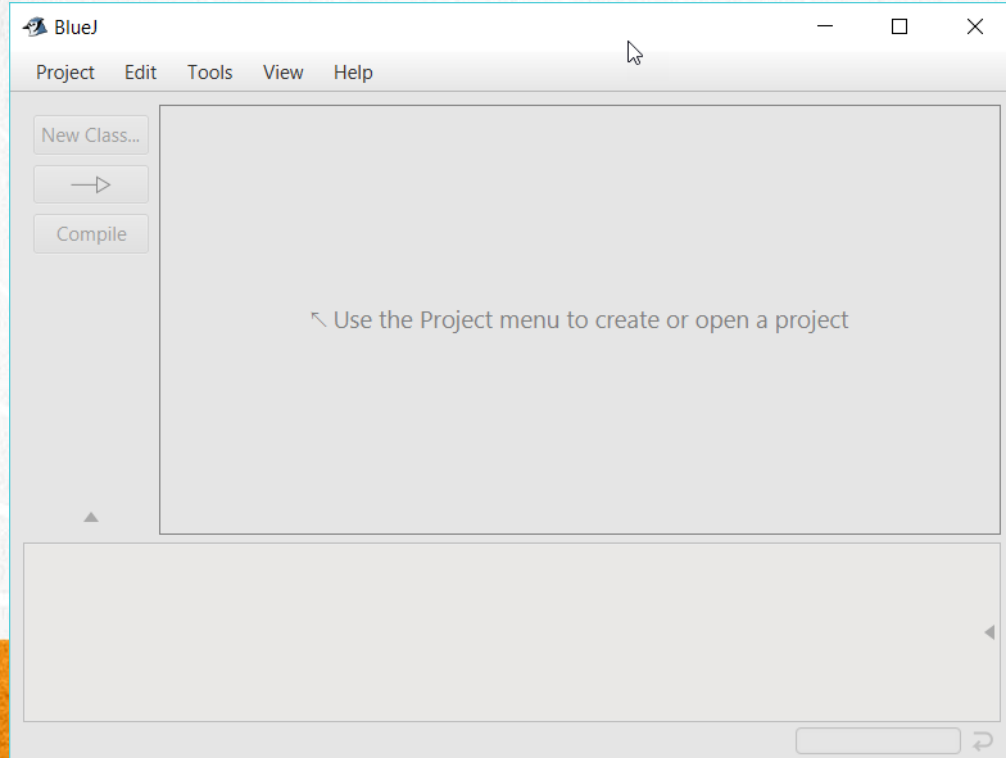 BlueJ
Project Edit Tools View Help
New Class...
Compile
Use the Project menu to create or open a project